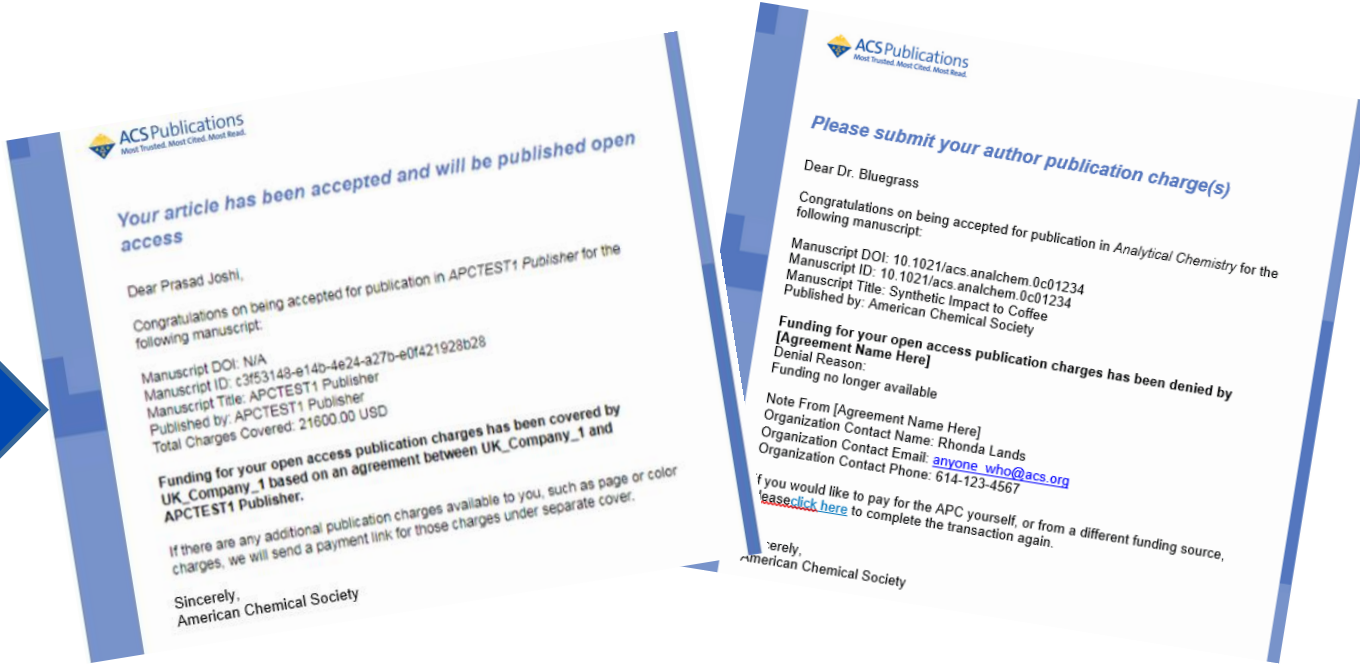 ACS Publications
Most Trusted. Most Cited. Most Read.
Your article has been accepted and will be published open
access
Dear Prasad Joshi,
Congratulations on being accepted for publication in APCTEST1 Publisher for the
following manuscript:
Manuscript DOI: N/A
Manuscript ID: c3f53148-e14b-4e24-a27b-e0f421928b28
Manuscript Title: APCTEST1 Publisher
Published by: APCTEST1 Publisher
Total Charges Covered: 21600.00 USD
Funding for your open access publication charges has been covered by
UK_Company_1 based on an agreement between UK_Company_1 and
APCTEST1 Publisher.
If there are any additional publication charges available to you, such as page or color
charges, we will send a payment link for those charges under separate cover.
Sincerely,
American Chemical Society
ACS Publications
Most Trusted. Most Cited. Most Read.
Please submit your author publication charge(s)
Dear Dr. Bluegrass
Congratulations on being accepted for publication in Analytical Chemistry for the
following manuscript:
Manuscript DOI: 10.1021/acs.analchem.0c01234
Manuscript ID: 10.1021/acs.analchem.0c01234
Manuscript Title: Synthetic Impact to Coffee
Published by: American Chemical Society
Funding for your open access publication charges has been denied by
[Agreement Name Here]
Denial Reason:
Funding no longer available
Note From [Agreement Name Here]
Organization Contact Name: Rhonda Lands
Organization Contact Email: anyone_who@acs.org
Organization Contact Phone: 614-123-4567
f you would like to pay for the APC yourself, or from a different funding source,
leaseclick here to complete the transaction again.
cerely,
American Chemical Society